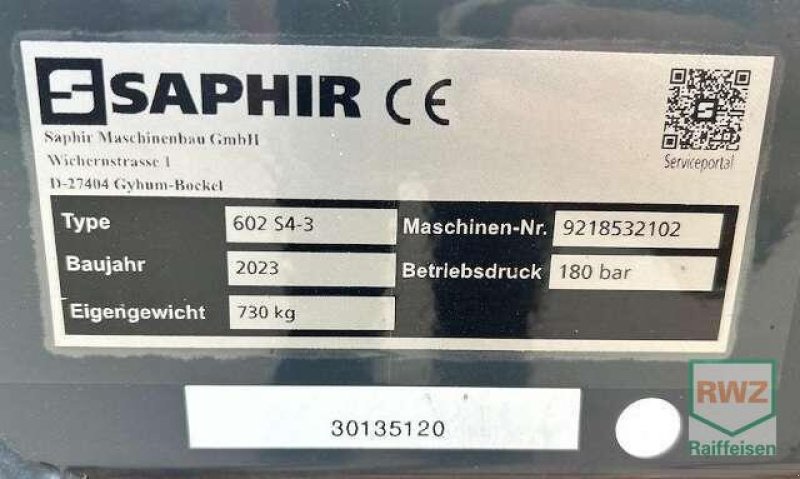 SAPHIR CE
Saphir Maschinenbau GmbH
Wichernstrasse 1
D-27404 Gyhum-Bockel
Serviceportal
Type 602 S4-3 Maschinen-Nr. 9218532102
Baujahr 2023 Betriebsdruck 180 bar
Eigengewicht 730 kg
30135120
RWZ
Raiffeisen